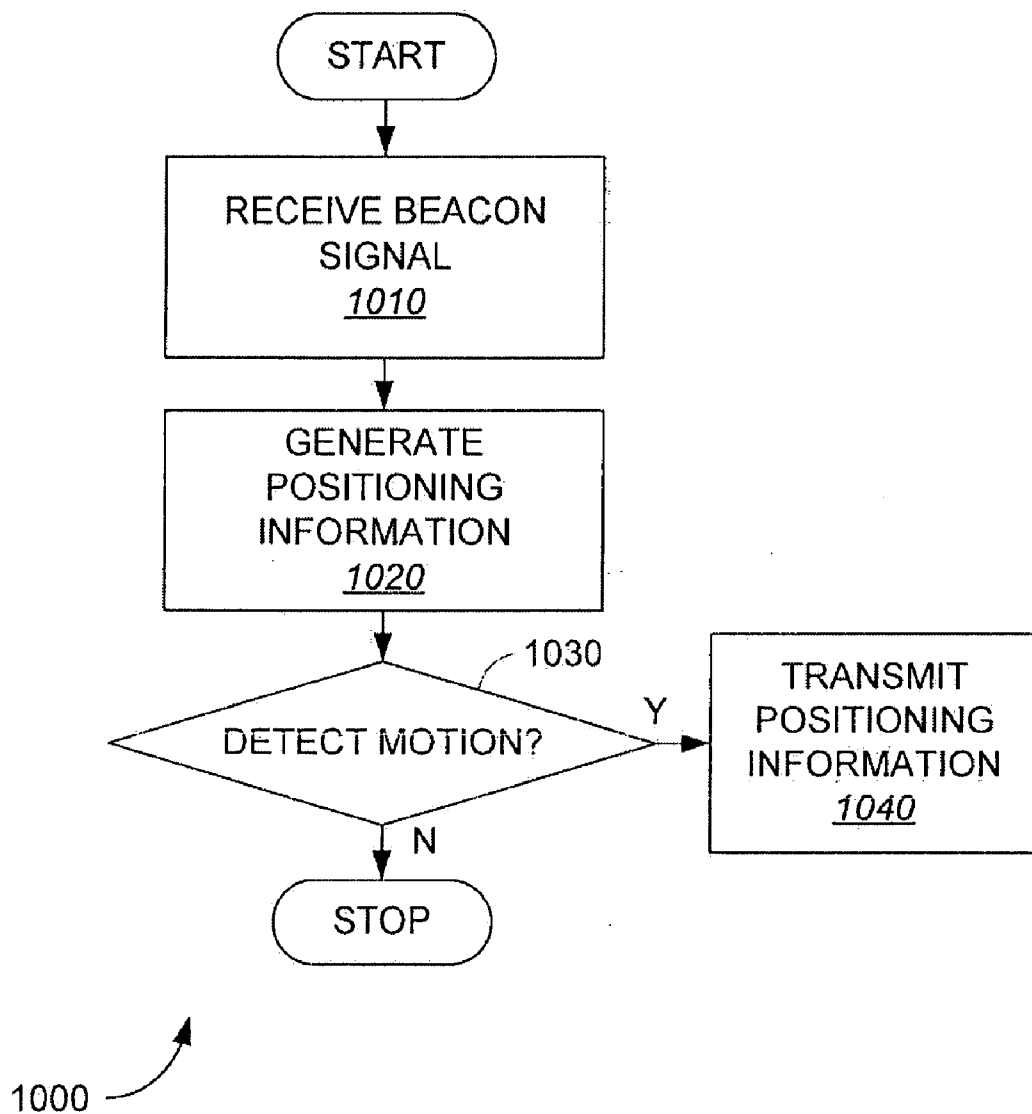 START
RECEIVE BEACON
SIGNAL
1010
GENERATE
POSITIONING
INFORMATION
1020
1030
DETECT MOTION?
Y
TRANSMIT
POSITIONING
INFORMATION
1040
N
STOP
1000